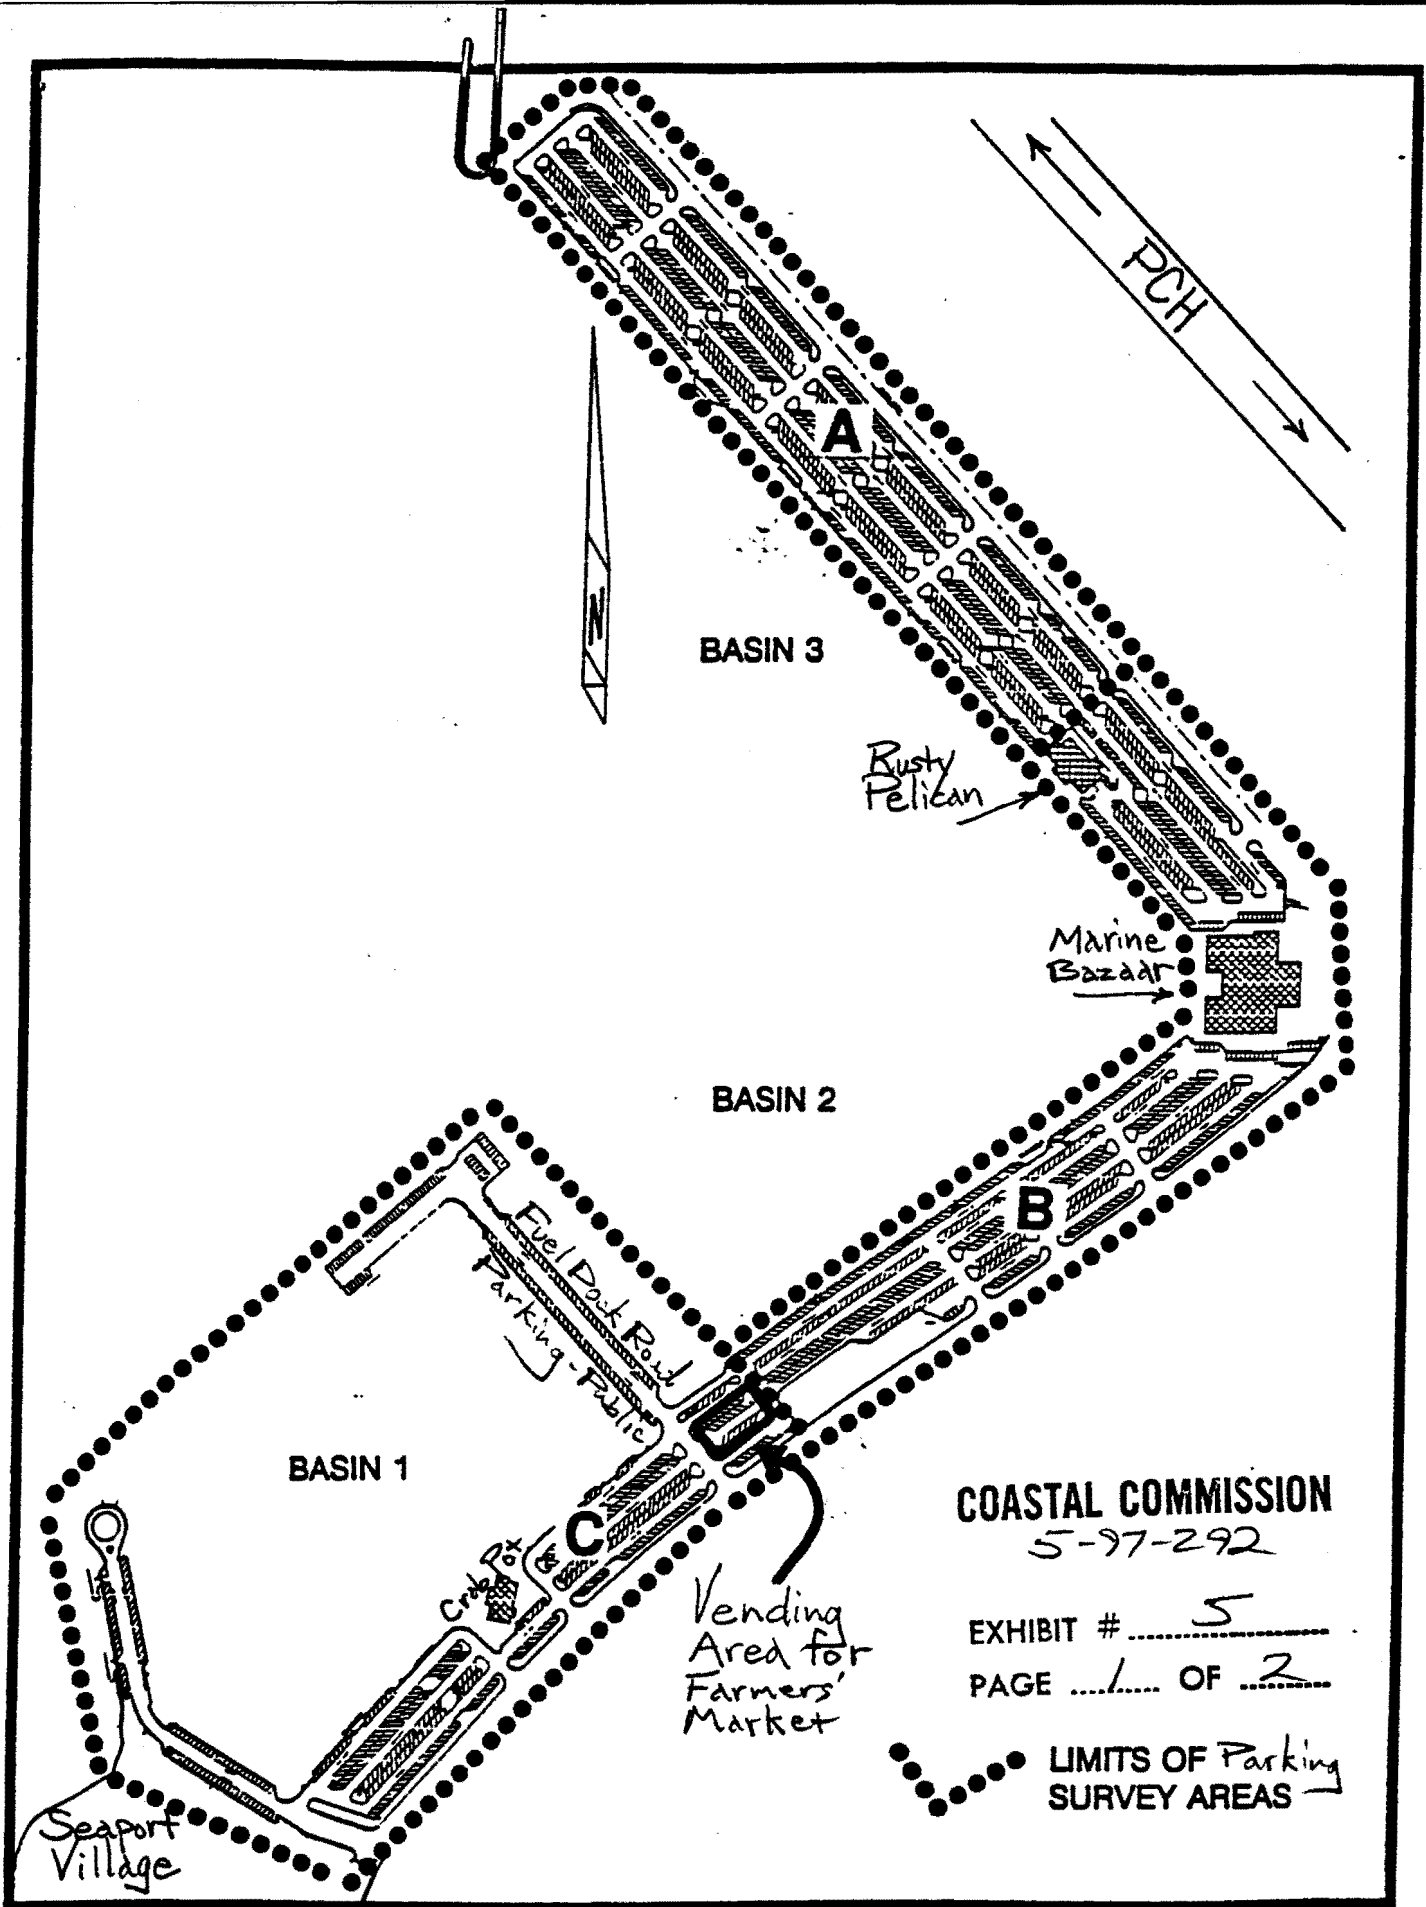 PCH
A
N
BASIN 3
Rusty
Pelican
Marine
Bazaar
BASIN 2
B
Fuel Dock Road
Parking - Public
BASIN 1
C
Crab Pot
COASTAL COMMISSION
5-97-292
Vending
Area for
Farmers'
Market
EXHIBIT # 5
PAGE 1 OF 2
LIMITS OF Parking
SURVEY AREAS
Seaport
Village